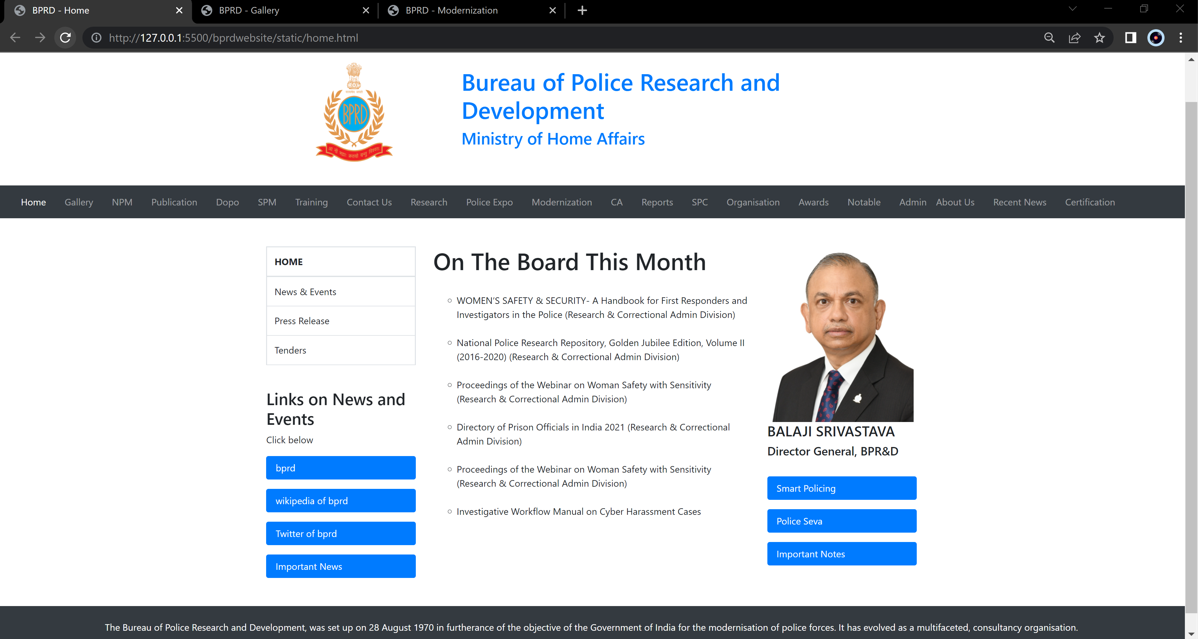 BPRD - Home
BPRD - Gallery
BPRD - Modernization
http://127.0.0.1:5500/bprdwebsite/static/home.html
BPRD
Bureau of Police Research and
Development
Ministry of Home Affairs
Home Gallery NPM Publication Dopo SPM Training Contact Us Research Police Expo Modernization CA Reports SPC Organisation Awards Notable Admin About Us Recent News Certification
HOME
News & Events
Press Release
Tenders
Links on News and
Events
Click below
bprd
wikipedia of bprd
Twitter of bprd
Important News
On The Board This Month
WOMEN'S SAFETY & SECURITY- A Handbook for First Responders and
Investigators in the Police (Research & Correctional Admin Division)
National Police Research Repository, Golden Jubilee Edition, Volume II
(2016-2020) (Research & Correctional Admin Division)
Proceedings of the Webinar on Woman Safety with Sensitivity
(Research & Correctional Admin Division)
Directory of Prison Officials in India 2021 (Research & Correctional
Admin Division)
Proceedings of the Webinar on Woman Safety with Sensitivity
(Research & Correctional Admin Division)
Investigative Workflow Manual on Cyber Harassment Cases
BALAJI SRIVASTAVA
Director General, BPR&D
Smart Policing
Police Seva
Important Notes
The Bureau of Police Research and Development, was set up on 28 August 1970 in furtherance of the objective of the Government of India for the modernisation of police forces. It has evolved as a multifaceted, consultancy organisation.